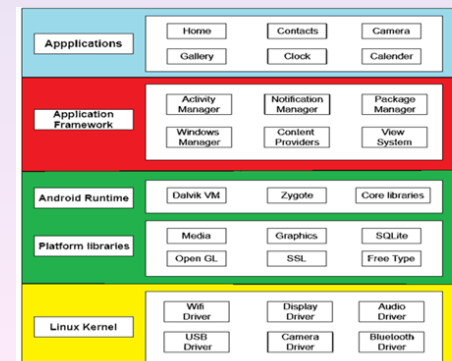 Appplications
Home
Contacts
Camera
Gallery
Clock
Calender
Application
Framework
Activity
Manager
Notification
Manager
Package
Manager
Windows
Manager
Content
Providers
View
System
Android Runtime
Dalvik VM
Zygote
Core libraries
Platform libraries
Media
Graphics
SQLite
Open GL
SSL
Free Type
Linux Kernel
Wifi
Driver
Display
Driver
Audio
Driver
USB
Driver
Camera
Driver
Bluetooth
Driver